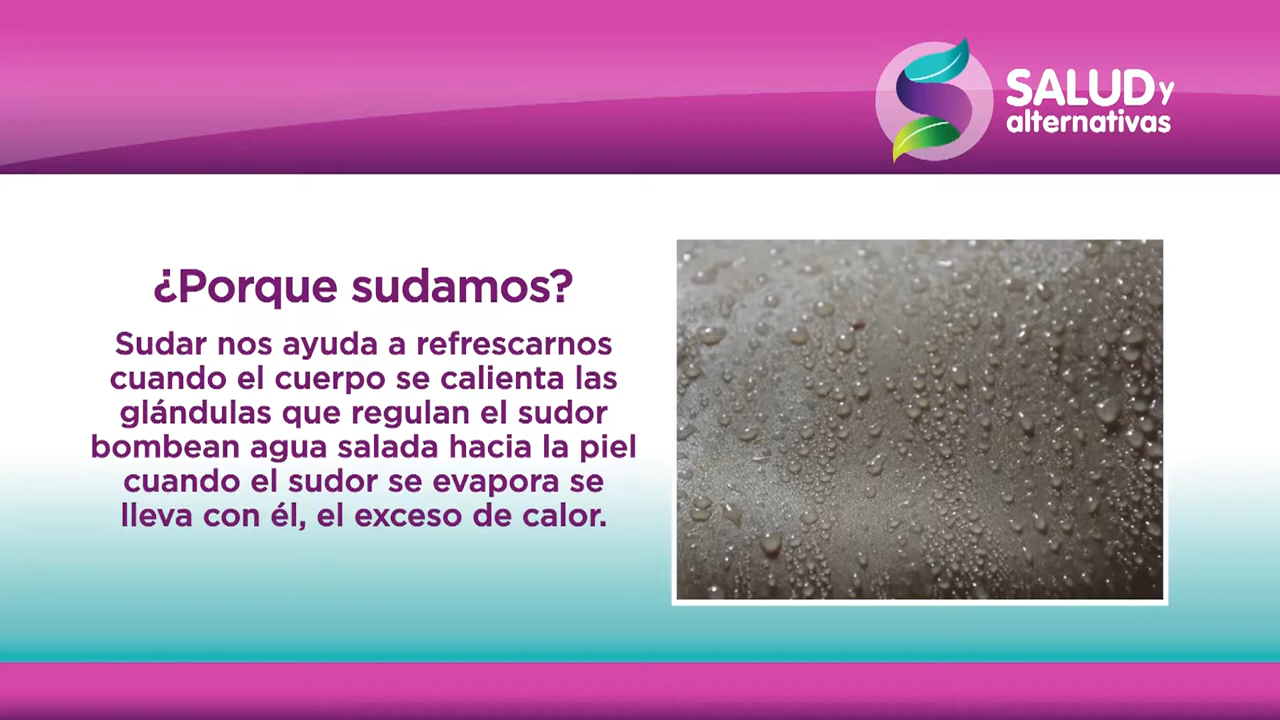 SALUD y
alternativas
¿Porque sudamos?
Sudar nos ayuda a refrescarnos
cuando el cuerpo se calienta las
glándulas que regulan el sudor
bombean agua salada hacia la piel
cuando el sudor se evapora se
lleva con él, el exceso de calor.